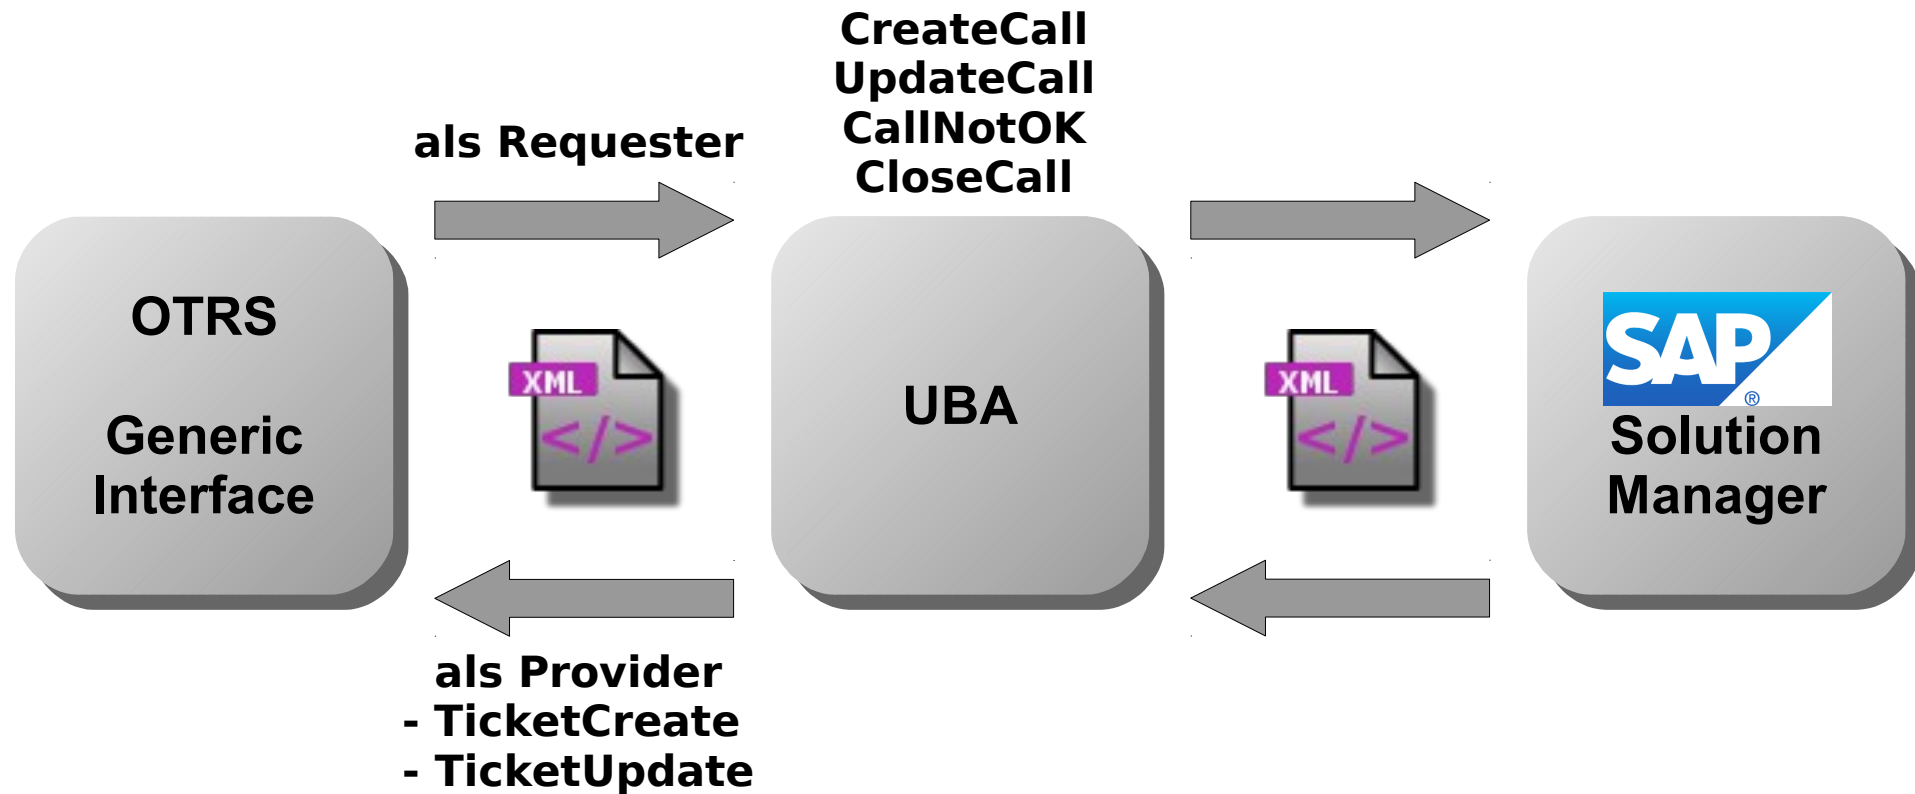 CreateCall
UpdateCall
CallNotOK
CloseCall
als Requester
OTRS
Generic
Interface
XML
</>
UBA
XML
</>
SAP
®
Solution
Manager
als Provider
- TicketCreate
- TicketUpdate